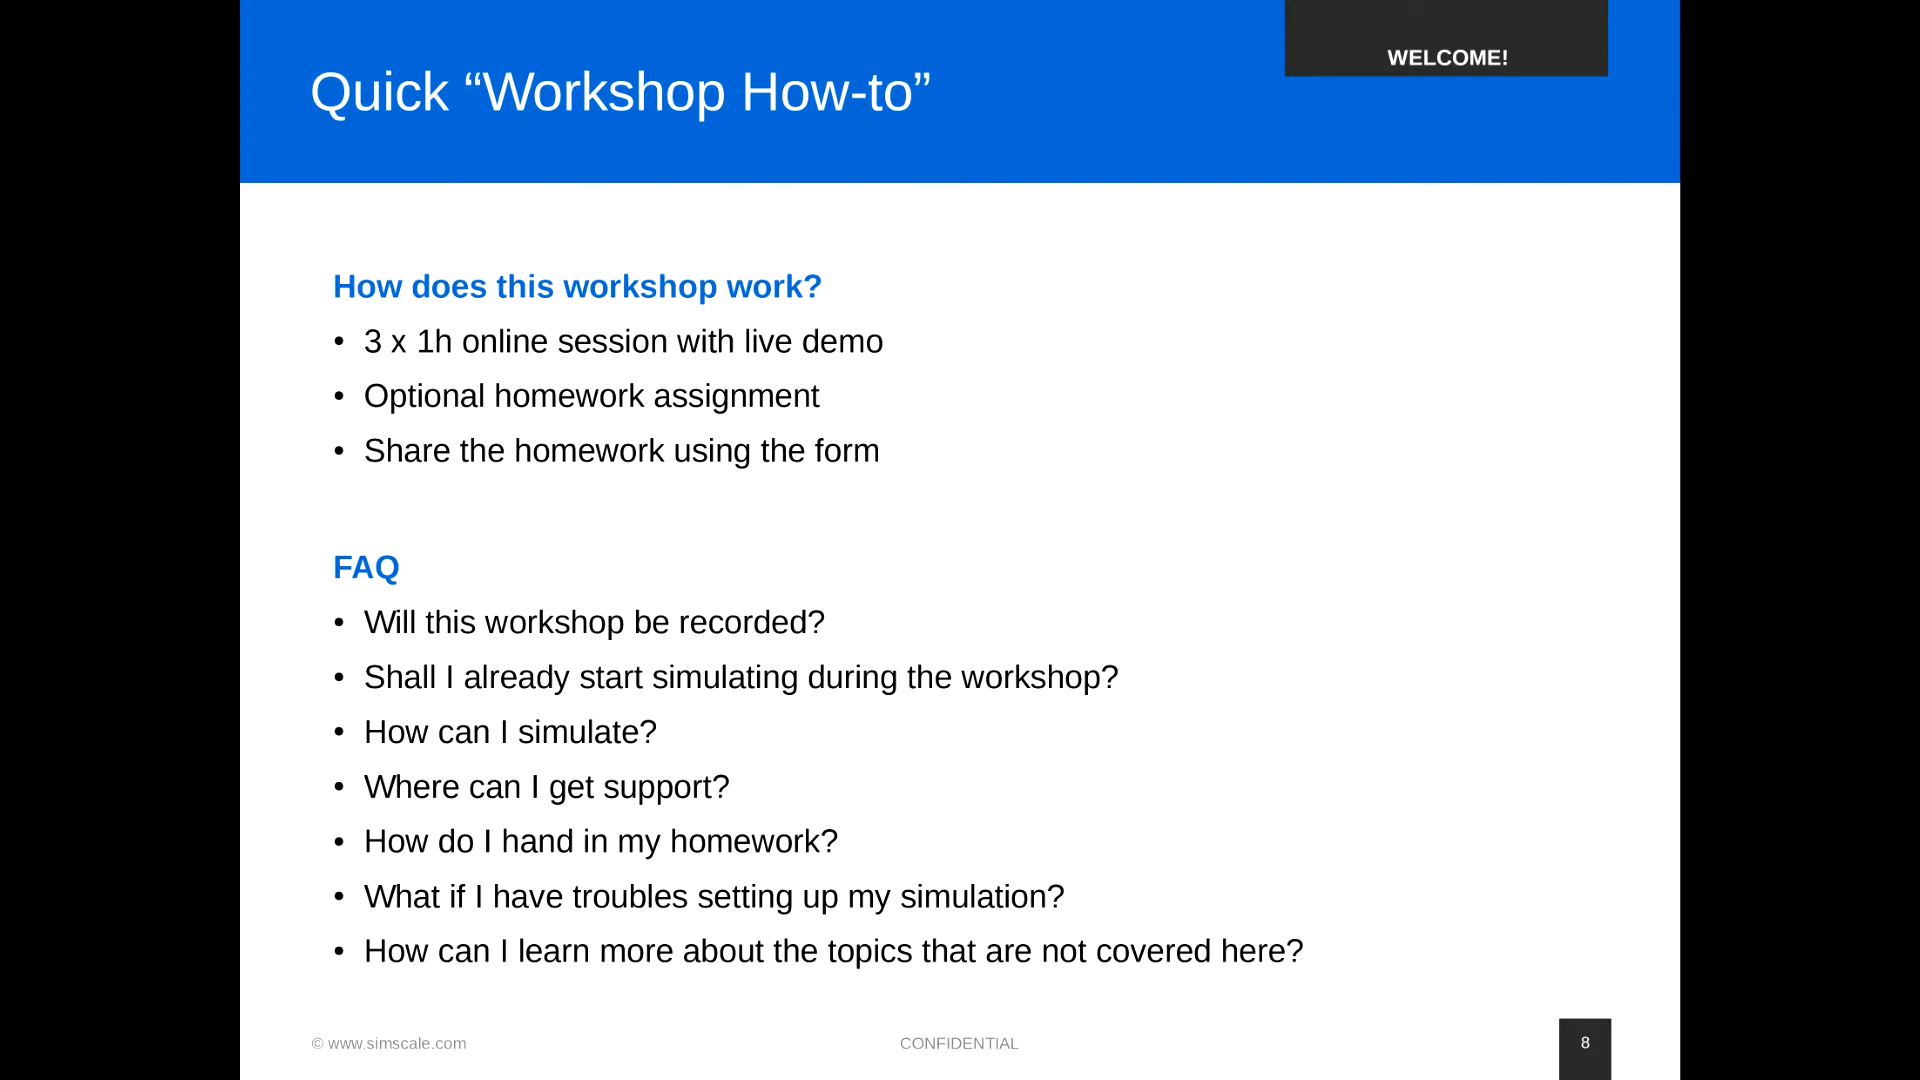 WELCOME!
Quick “Workshop How-to”
How does this workshop work?
• 3 x 1h online session with live demo
• Optional homework assignment
• Share the homework using the form
FAQ
• Will this workshop be recorded?
• Shall I already start simulating during the workshop?
• How can I simulate?
• Where can I get support?
• How do I hand in my homework?
• What if I have troubles setting up my simulation?
• How can I learn more about the topics that are not covered here?
© www.simscale.com
CONFIDENTIAL
8